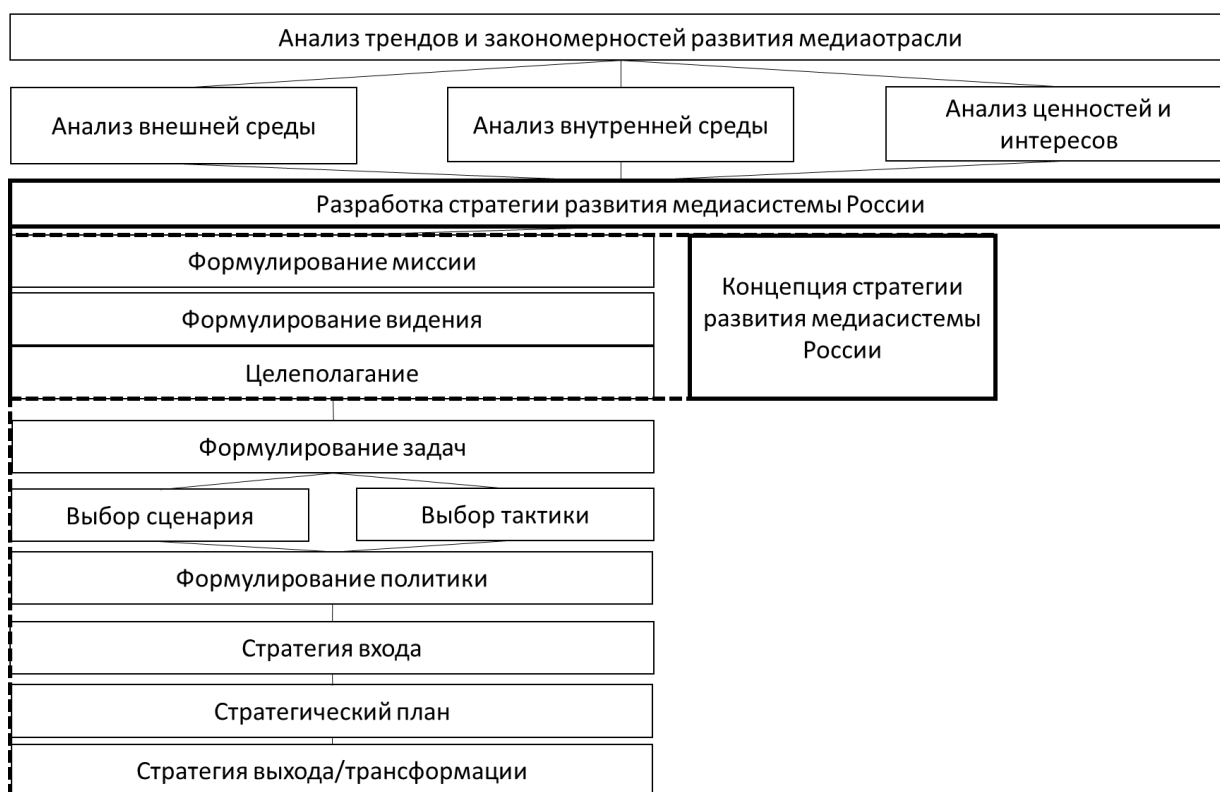 Анализ трендов и закономерностей развития медиаотрасли
Анализ внешней среды
Анализ внутренней среды
Анализ ценностей и
интересов
Разработка стратегии развития медиасистемы России
Формулирование миссии
Формулирование видения
Целеполагание
Концепция стратегии
развития медиасистемы
России
Формулирование задач
Выбор сценария
Выбор тактики
Формулирование политики
Стратегия входа
Стратегический план
Стратегия выхода/трансформации